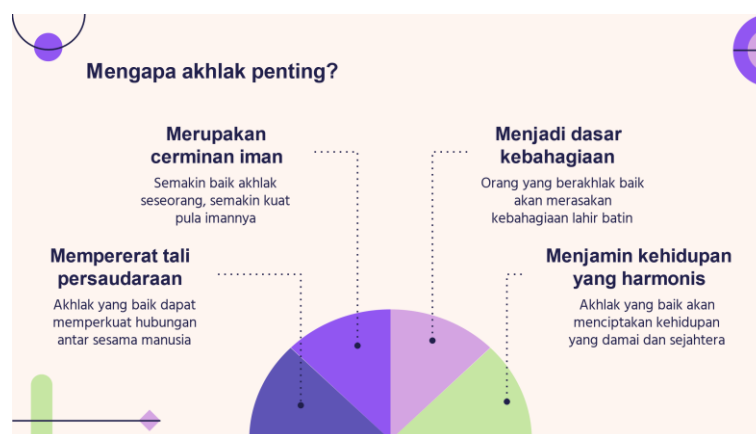 Mengapa akhlak penting?
Merupakan
cerminan iman
Semakin baik akhlak
seseorang, semakin kuat
pula imannya
Menjadi dasar
kebahagiaan
Orang yang berakhlak baik
akan merasakan
kebahagiaan lahir batin
Mempererat tali
persaudaraan
Akhlak yang baik dapat
memperkuat hubungan
antar sesama manusia
Menjamin kehidupan
yang harmonis
Akhlak yang baik akan
menciptakan kehidupan
yang damai dan sejahtera